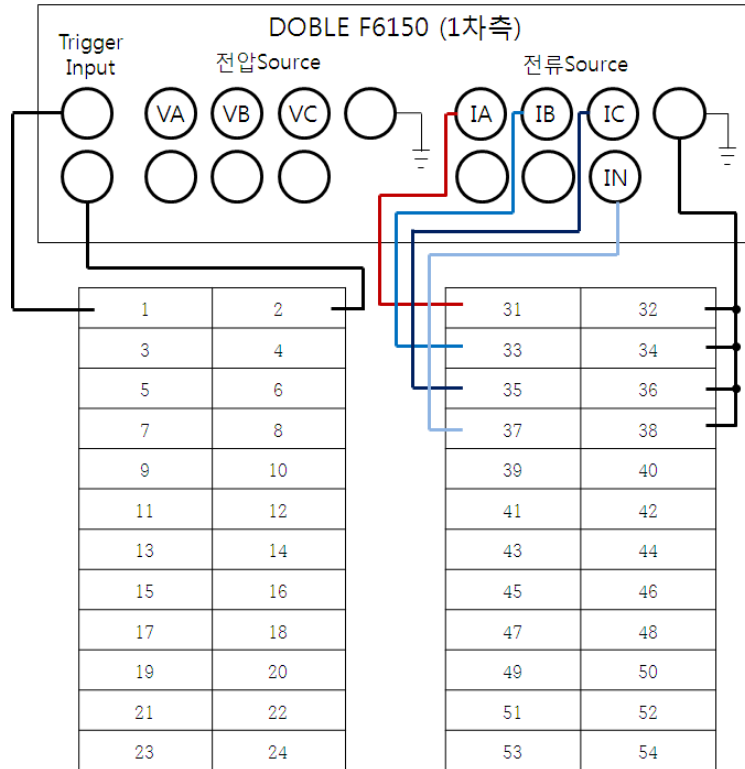 DOBLE F6150 (1차측)
Trigger
Input
전압Source
전류Source
VA VB VC
IA IB IC
IN
1 2 31 32
3 4 33 34
5 6 35 36
7 8 37 38
9 10 39 40
11 12 41 42
13 14 43 44
15 16 45 46
17 18 47 48
19 20 49 50
21 22 51 52
23 24 53 54